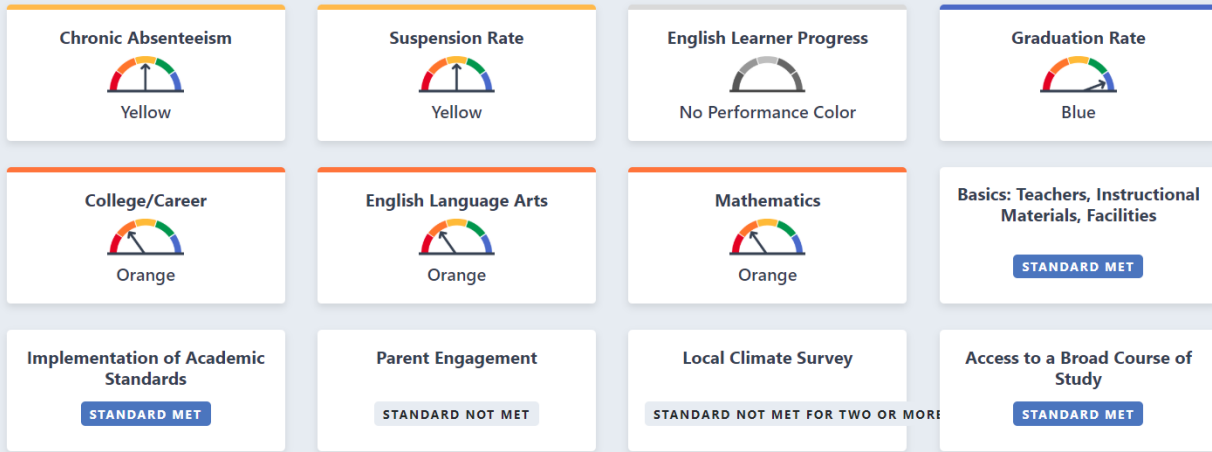 Chronic Absenteeism
Yellow
Suspension Rate
Yellow
English Learner Progress
No Performance Color
Graduation Rate
Blue
College/Career
Orange
English Language Arts
Orange
Mathematics
Orange
Basics: Teachers, Instructional
Materials, Facilities
STANDARD MET
Implementation of Academic
Standards
STANDARD MET
Parent Engagement
STANDARD NOT MET
Local Climate Survey
STANDARD NOT MET FOR TWO OR MORE
Access to a Broad Course of
Study
STANDARD MET